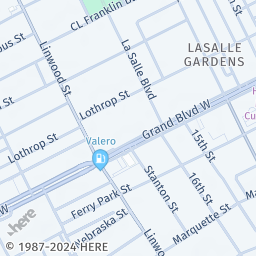 CL Franklin
Linwood St
La Salle Blvd
LASALLE
GARDENS
Lothrop St
Grand Blvd W
15th St
Valero
Lothrop St
Stanton St
16th St
Ferry Park St
Marquette St
Nebraska St
here
© 1987-2024 HERE